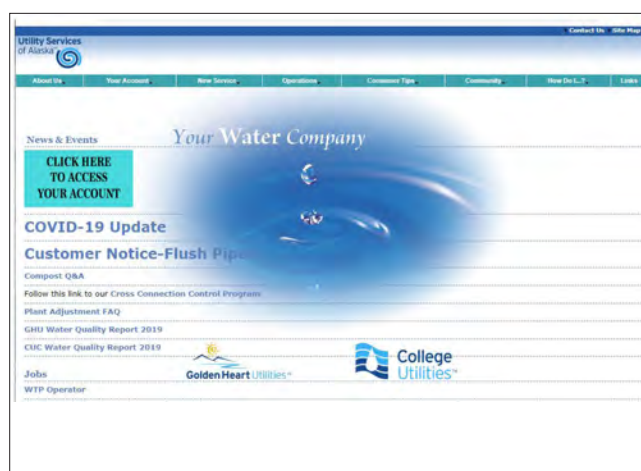 Contact Us Site Map
Utility Services
of Alaska
About Us Your Account New Service Operations Consumer Tips Community How Do I...? Links
News & Events
Your Water Company
CLICK HERE
TO ACCESS
YOUR ACCOUNT
COVID-19 Update
Customer Notice-Flush Pipe
Compost Q&A
Follow this link to our Cross Connection Control Program
Plant Adjustment FAQ
GHU Water Quality Report 2019
CUC Water Quality Report 2019
Golden Heart Utilities
College
Utilities™
Jobs
WTP Operator